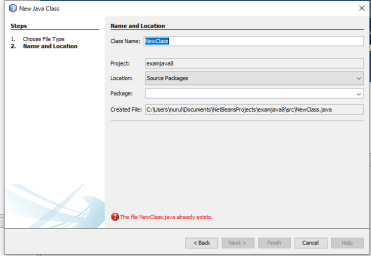 New Java Class
Steps
1. Choose File Type
2. Name and Location
Name and Location
Class Name: NewClass
Project: examjava8
Location: Source Packages
Package:
Created File: C:\Users\nurul\Documents\NetBeansProjects\examjava8\src\NewClass.java
The file NewClass.java already exists.
< Back Next > Finish Cancel Help